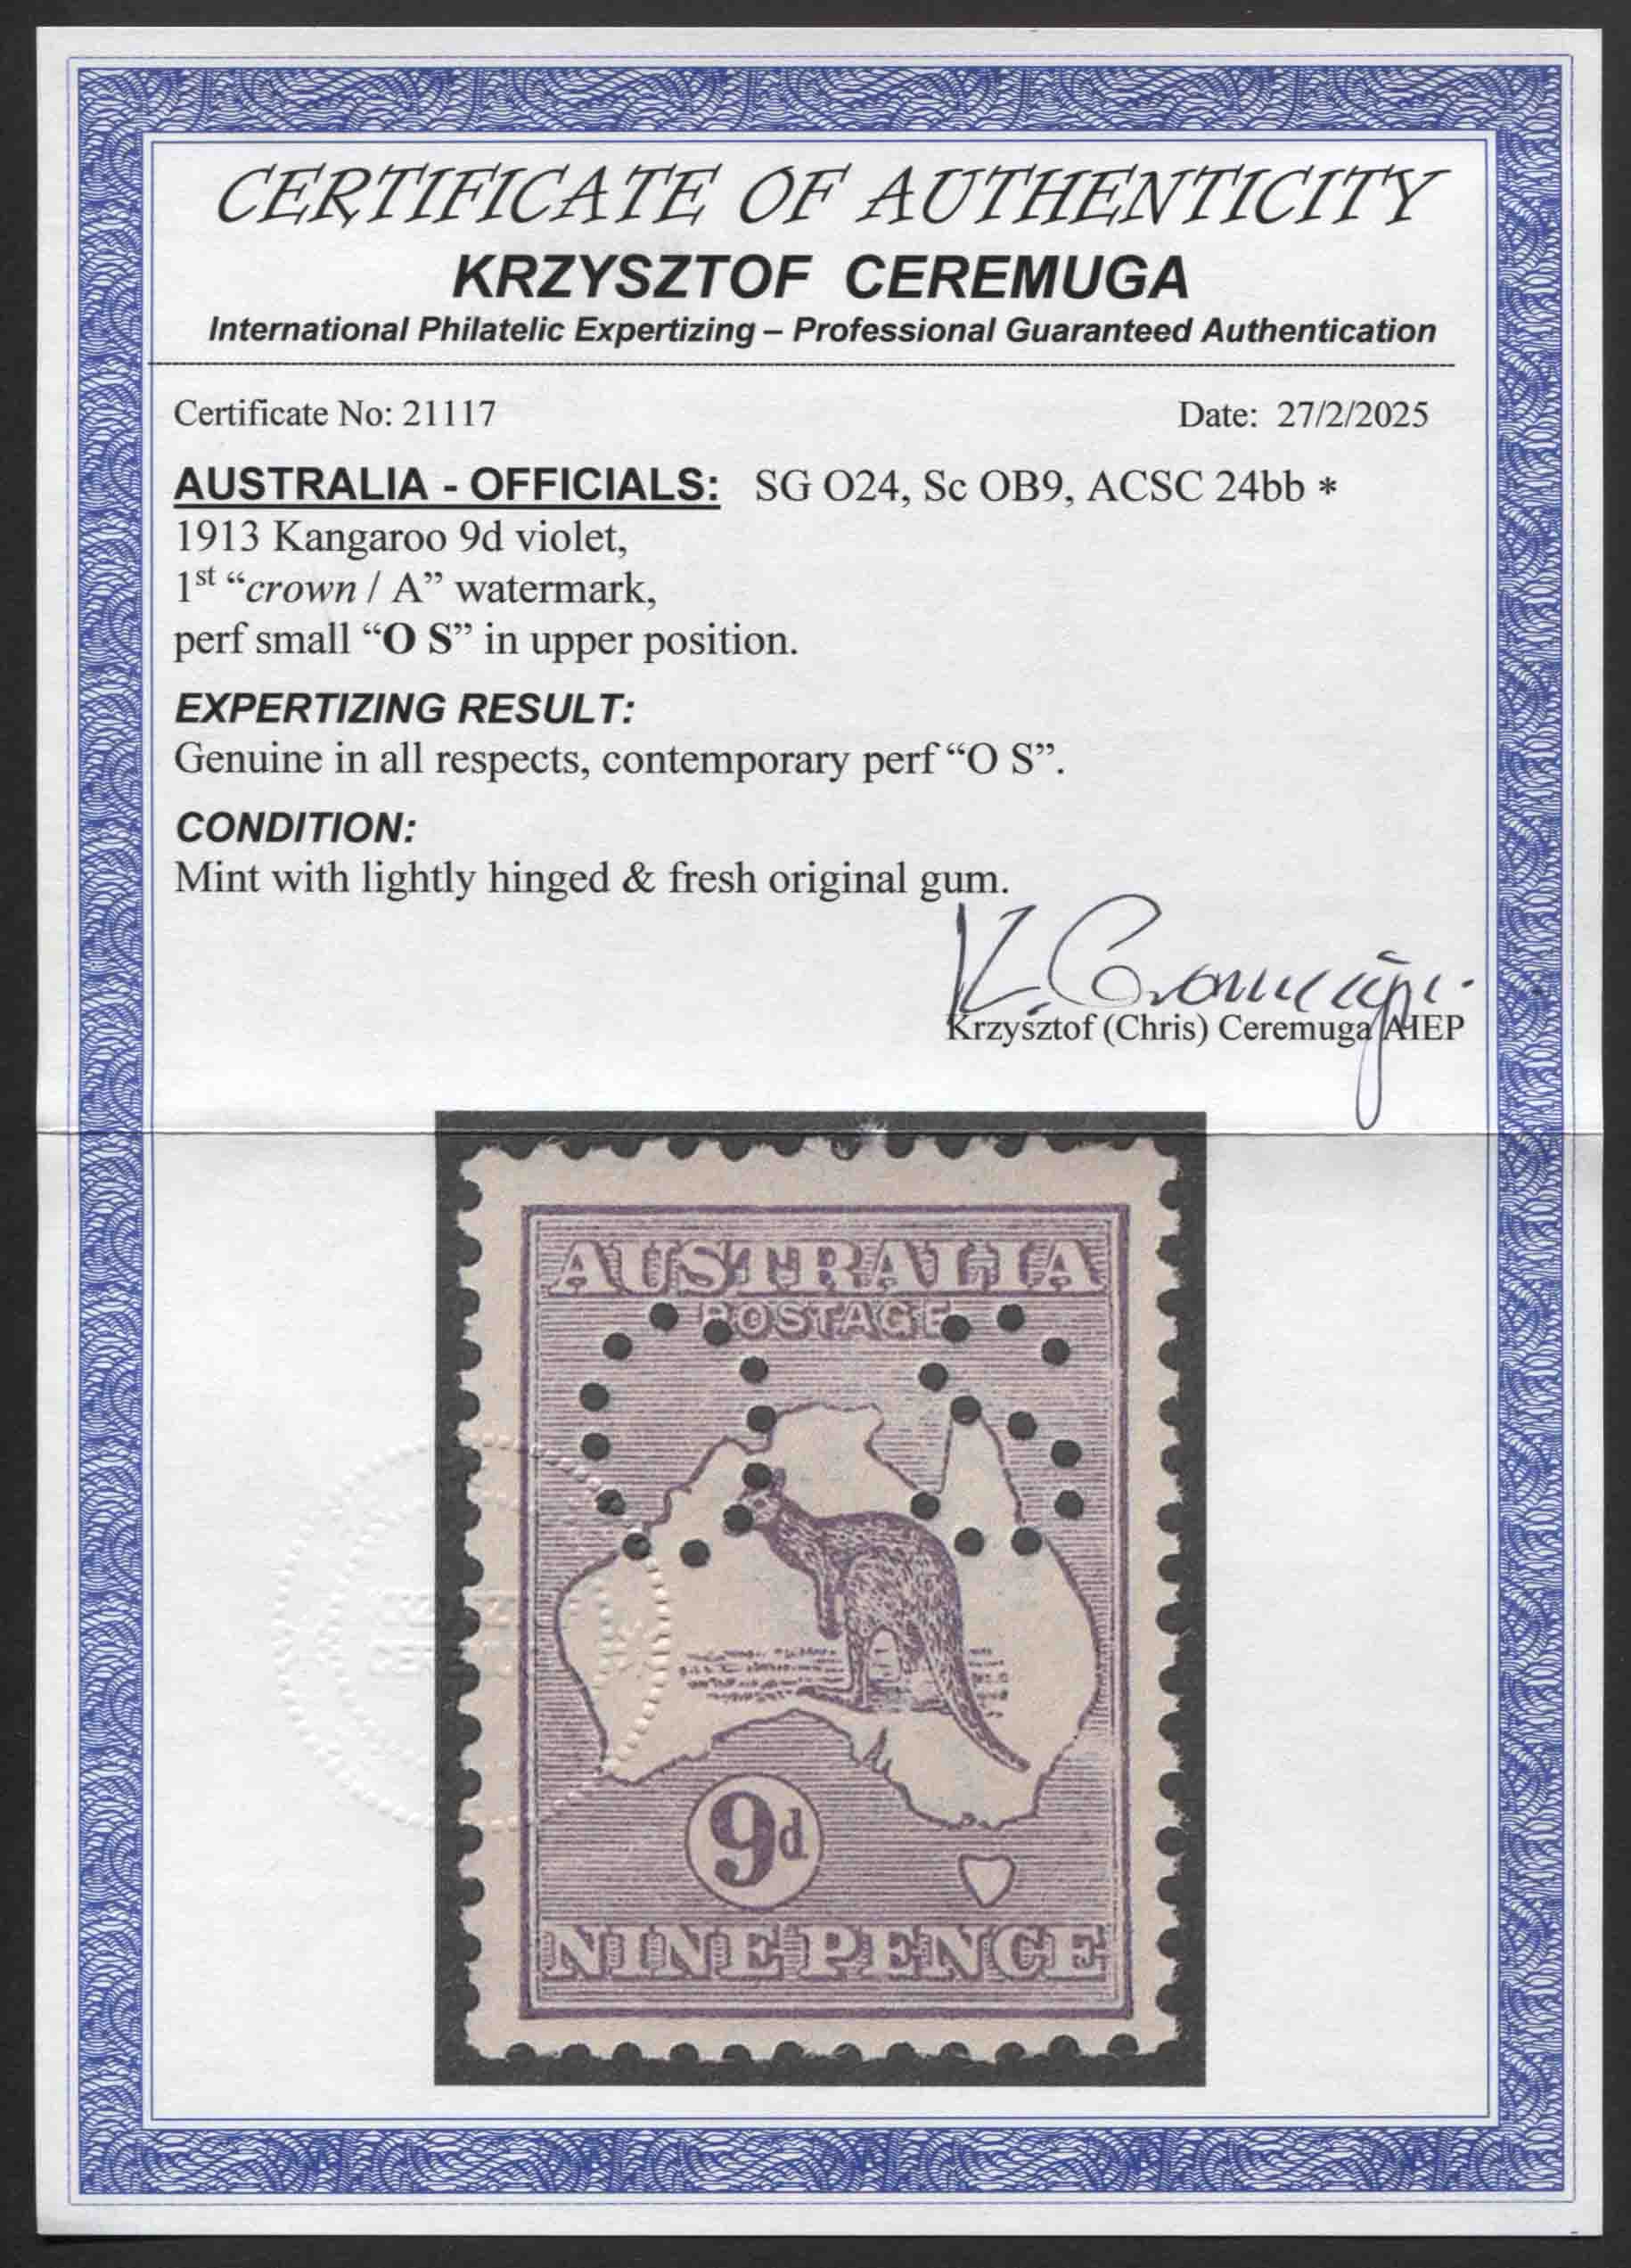 CERTIFICATE OF AUTHENTICITY
KRZYSZTOF CEREMUGA
International Philatelic Expertizing – Professional Guaranteed Authentication
Certificate No: 21117 Date: 27/2/2025
AUSTRALIA - OFFICIALS: SG O24, Sc OB9, ACSC 24bb *
1913 Kangaroo 9d violet,
1st “crown / A” watermark,
perf small “O S” in upper position.
EXPERTIZING RESULT:
Genuine in all respects, contemporary perf “O S”.
CONDITION:
Mint with lightly hinged & fresh original gum.
K. Ceremuga
Krzysztof (Chris) Ceremuga AIEP
AUSTRALIA
POSTAGE
OS
9d
NINE PENCE